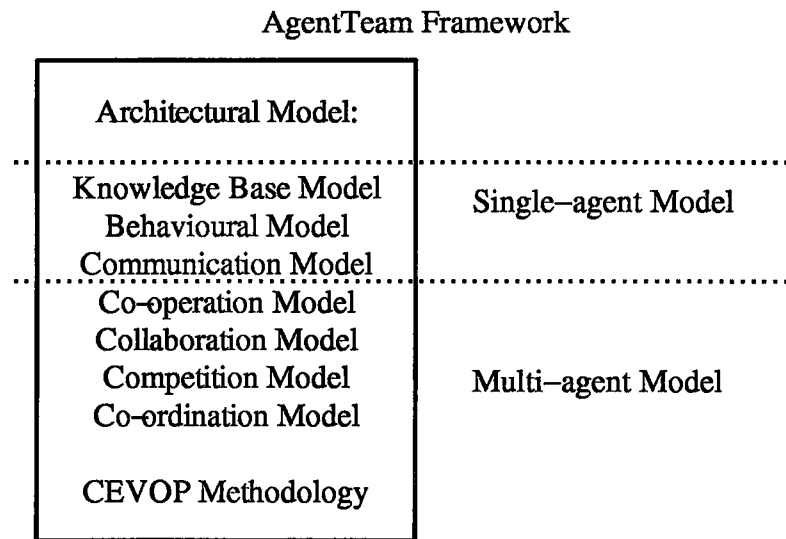 AgentTeam Framework
Architectural Model:
Knowledge Base Model
Behavioural Model
Communication Model
Single–agent Model
Co-operation Model
Collaboration Model
Competition Model
Co-ordination Model
Multi–agent Model
CEVOP Methodology